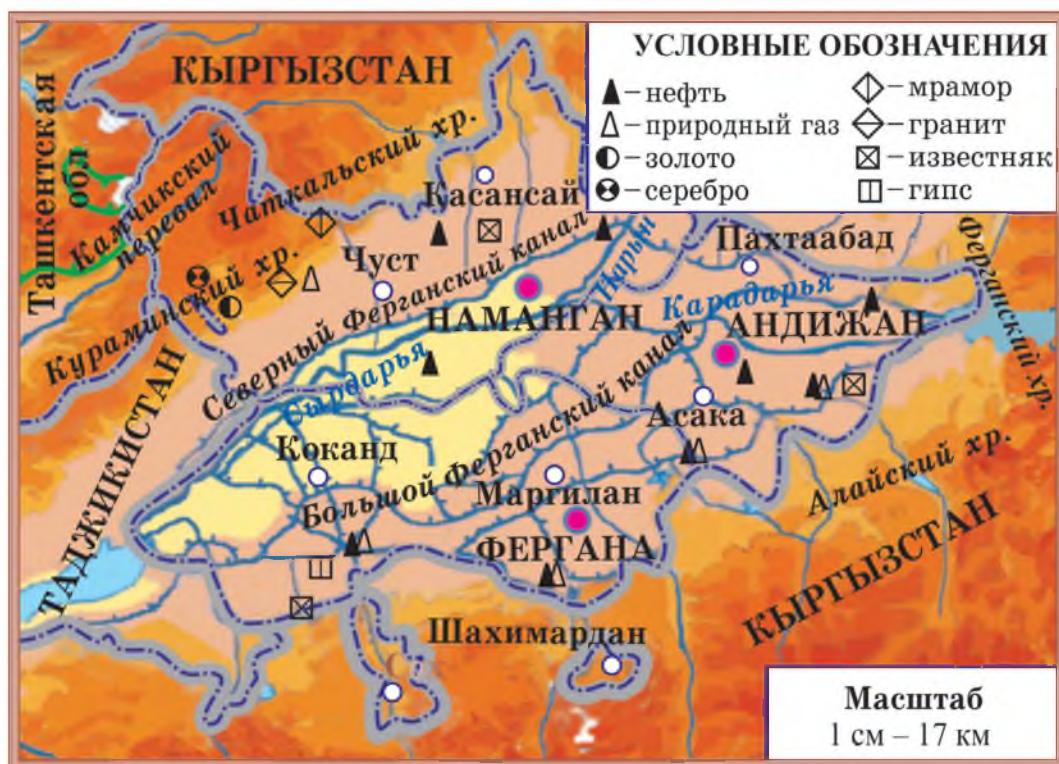 КЫРГЫЗСТАН
УСЛОВНЫЕ ОБОЗНАЧЕНИЯ
– нефть
– мрамор
– природный газ
– гранит
– золото
– известняк
– серебро
– гипс
Ташкентская
обл
Камчикский
перевал
Чаткальский хр.
Касансай
Чуст
Кураминский хр.
Северный Ферганский канал
Нарын
Пахтаабад
Ферганский хр.
НАМАНГАН
Карадарья
АНДИЖАН
Сырдарья
ТАДЖИКИСТАН
Коканд
Большой Ферганский канал
Асака
Маргилан
Алайский хр.
ФЕРГАНА
КЫРГЫЗСТАН
Шахимардан
Масштаб
1 см – 17 км